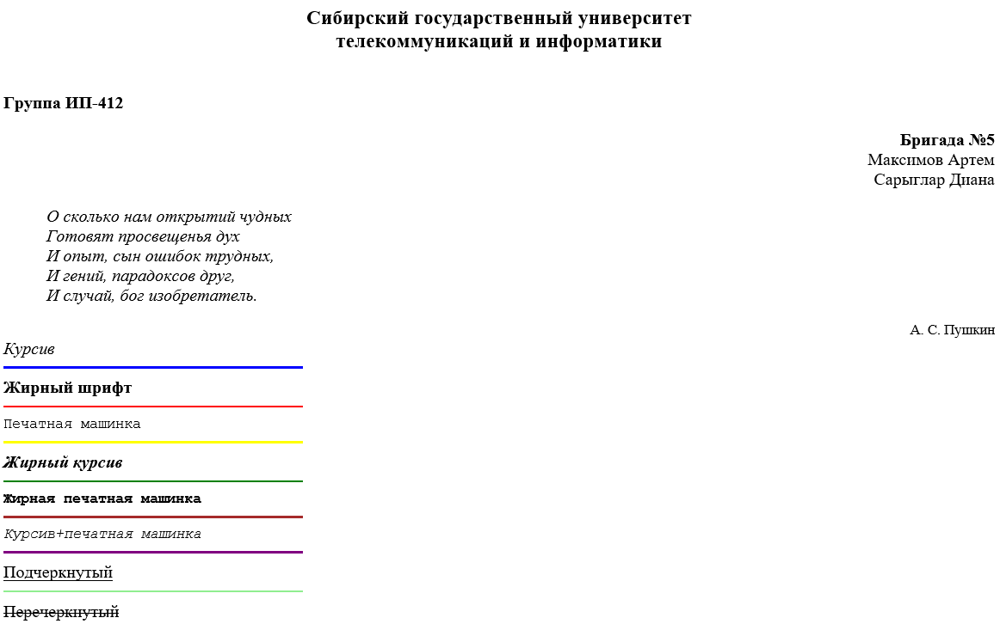 Сибирский государственный университет
телекоммуникаций и информатики
Группа ИП-412
Бригада №5
Максимов Артем
Сарыглар Диана
О сколько нам открытий чудных
Готовят просвещенья дух
И опыт, сын ошибок трудных,
И гений, парадоксов друг,
И случай, бог изобретатель.
А. С. Пушкин
Курсив
Жирный шрифт
Печатная машинка
Жирный курсив
Жирная печатная машинка
Курсив+печатная машинка
Подчеркнутый
Перечеркнутый